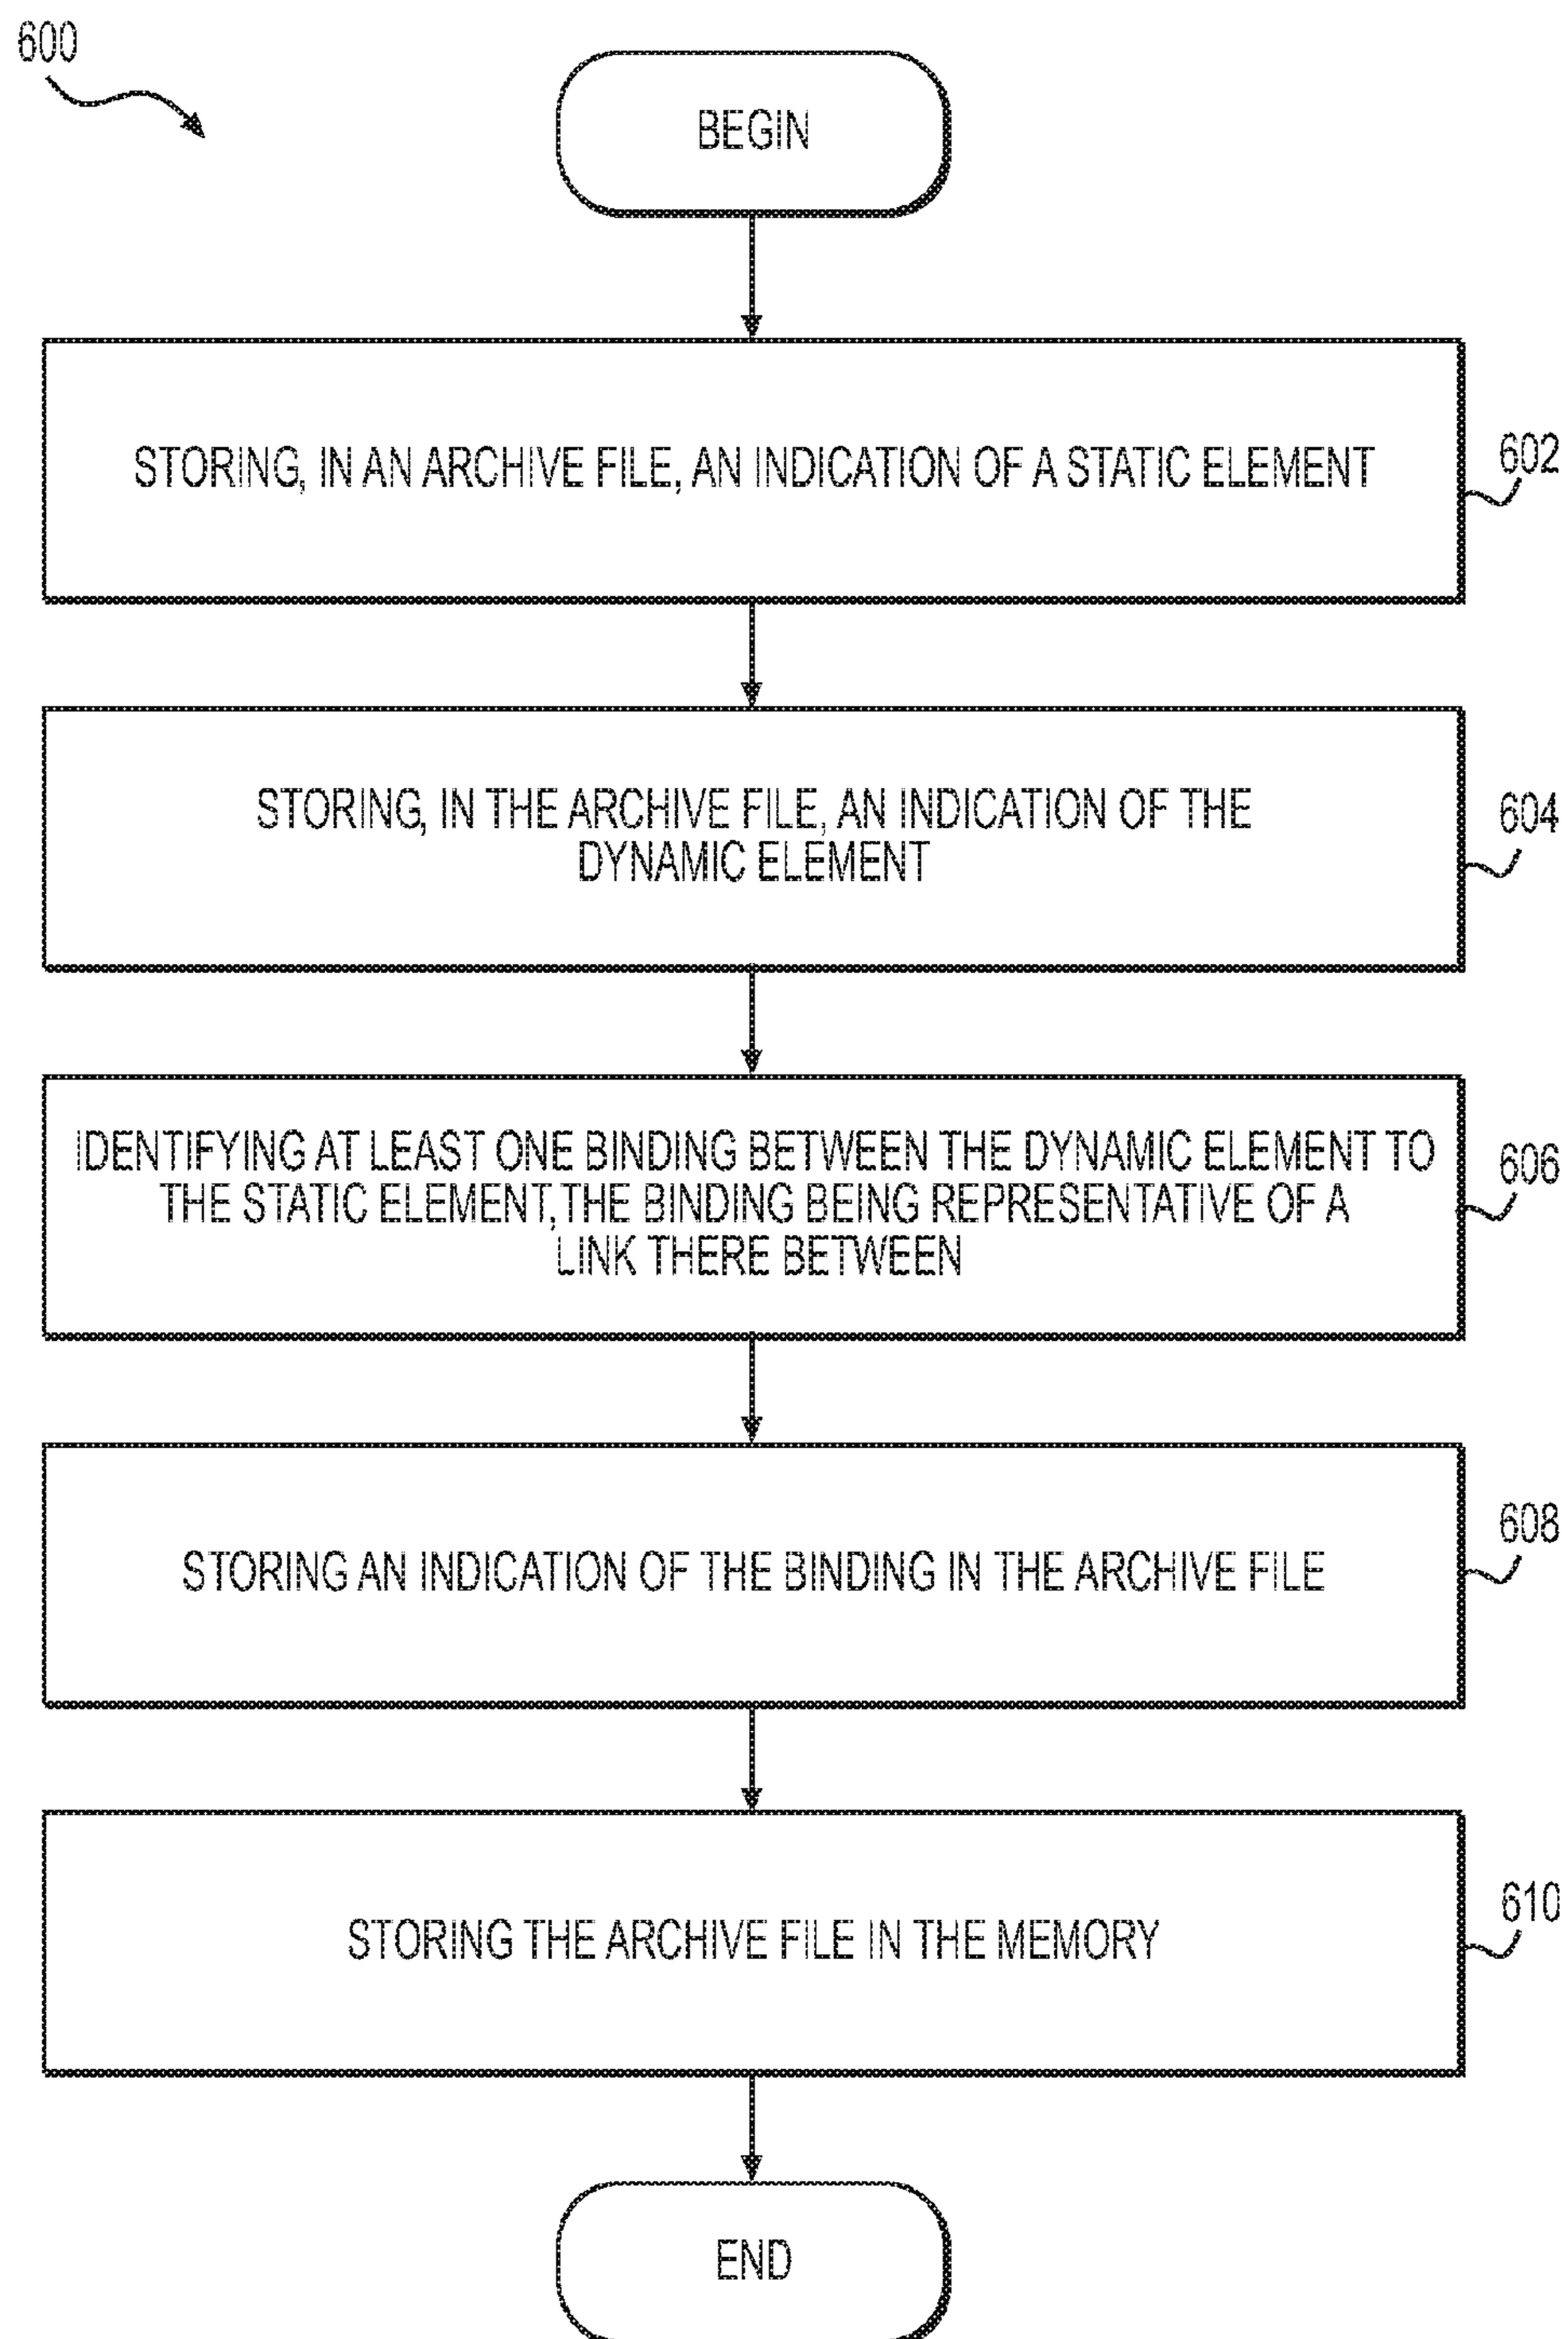 600
BEGIN
STORING, IN AN ARCHIVE FILE, AN INDICATION OF A STATIC ELEMENT
602
STORING, IN THE ARCHIVE FILE, AN INDICATION OF THE
DYNAMIC ELEMENT
604
IDENTIFYING AT LEAST ONE BINDING BETWEEN THE DYNAMIC ELEMENT TO
THE STATIC ELEMENT, THE BINDING BEING REPRESENTATIVE OF A
LINK THERE BETWEEN
606
STORING AN INDICATION OF THE BINDING IN THE ARCHIVE FILE
608
STORING THE ARCHIVE FILE IN THE MEMORY
610
END